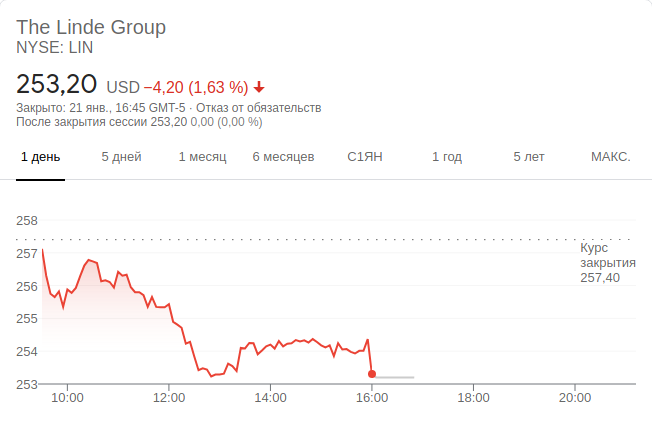 The Linde Group
NYSE: LIN
253,20 USD −4,20 (1,63 %)
Закрыто: 21 янв., 16:45 GMT-5 · Отказ от обязательств
После закрытия сессии 253,20 0,00 (0,00 %)
1 день 5 дней 1 месяц 6 месяцев С1ЯН 1 год 5 лет МАКС.
258
257
256
255
254
253
Курс
закрытия
257,40
10:00 12:00 14:00 16:00 18:00 20:00